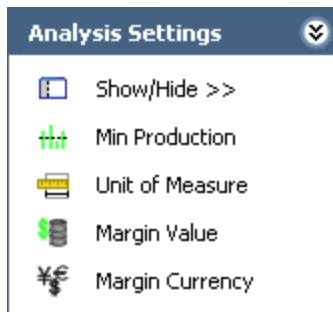 Analysis Settings
Show/Hide >>
Min Production
Unit of Measure
Margin Value
Margin Currency